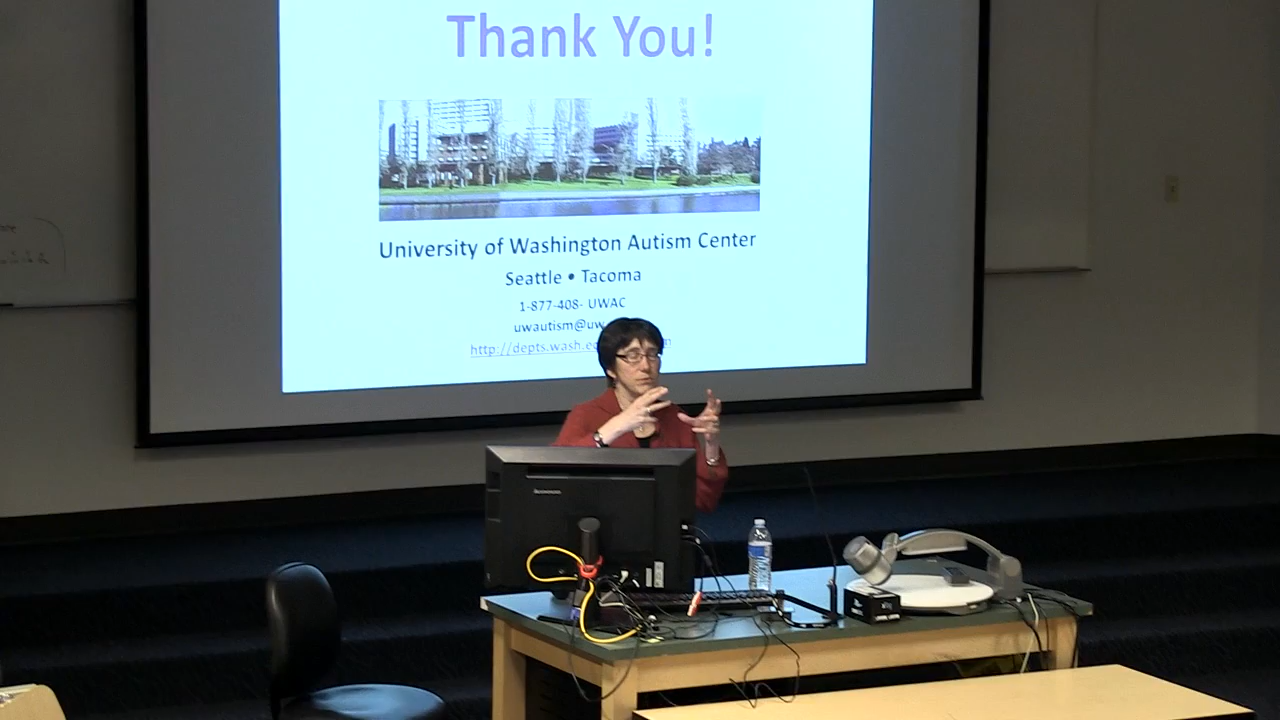 Thank You!
University of Washington Autism Center
Seattle • Tacoma
1-877-408- UWAC
uwautism@uw
http://depts.wash.e
lenovo